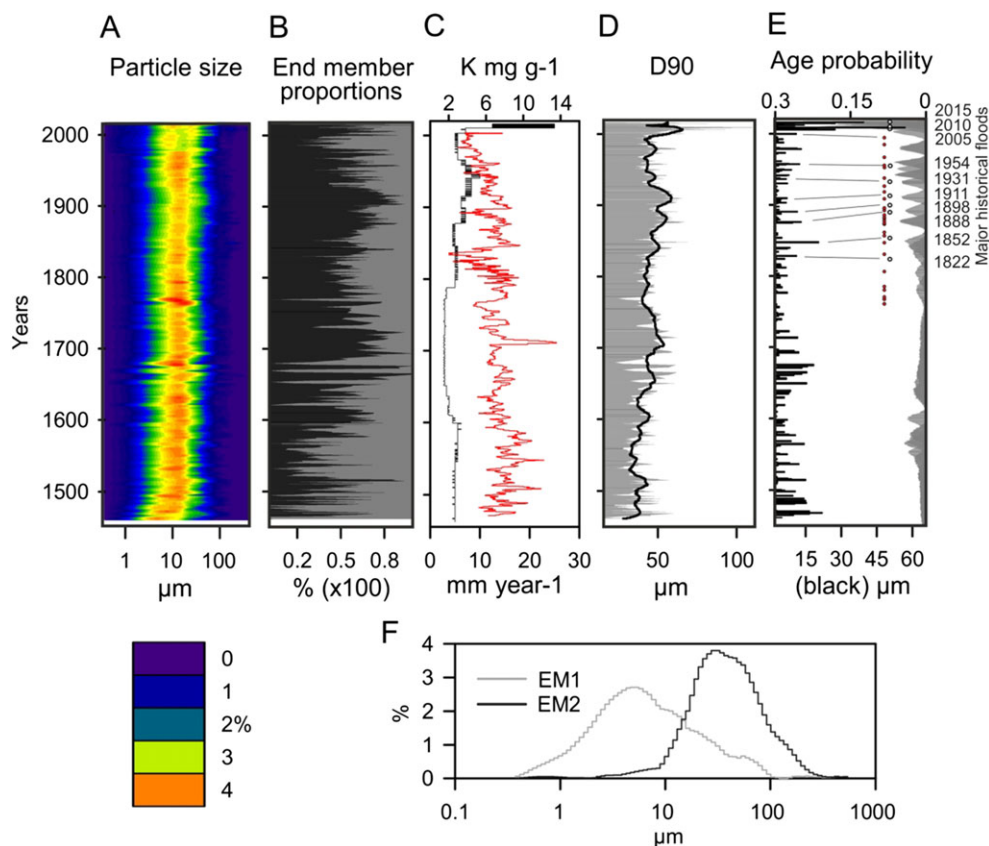 A B C D E
Particle size
End member
proportions
K mg g-1
2 6 10 14
D90
Age probability
0.3 0.15 0
Years
2000
1900
1800
1700
1600
1500
1 10 100
µm
0.2 0.5 0.8
% (x100)
0 10 20 30
mm year-1
50 100
µm
15 30 45 60
(black) µm
2015
2010
2005
1954
1931
1911
1898
1888
1852
1822
Major historical floods
0
1
2%
3
4
F
%
4
3
2
1
0
EM1
EM2
0.1 1 10 100 1000
µm